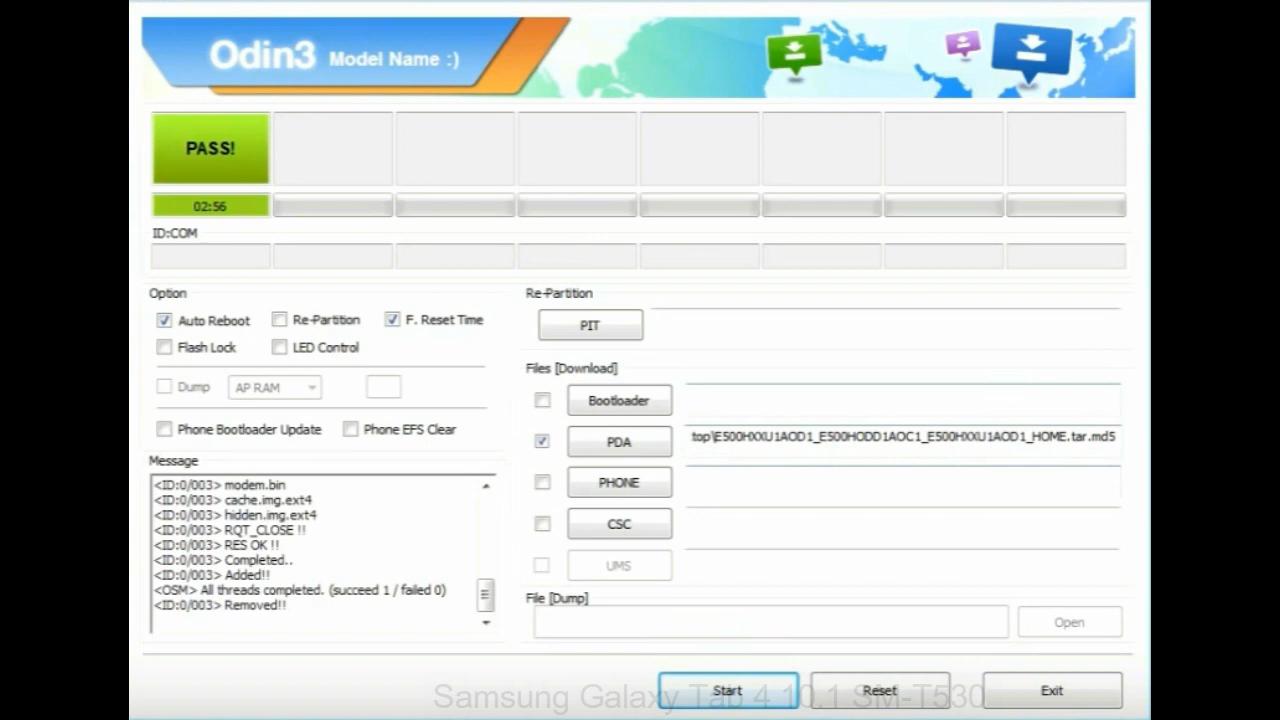 Odin3 Model Name :)
PASS!
02:56
ID:COM
Option
Auto Reboot
Re-Partition
F. Reset Time
Flash Lock
LED Control
Dump
AP RAM
Phone Bootloader Update
Phone EFS Clear
Message
<ID:0/003> modem.bin
<ID:0/003> cache.img.ext4
<ID:0/003> hidden.img.ext4
<ID:0/003> RQT_CLOSE !!
<ID:0/003> RES OK !!
<ID:0/003> Completed..
<ID:0/003> Added!!
<OSM> All threads completed. (succeed 1 / failed 0)
<ID:0/003> Removed!!
Re-Partition
PIT
Files [Download]
Bootloader
PDA
top\E500HXXU1AOD1_E500HODD1AOC1_E500HXXU1AOD1_HOME.tar.md5
PHONE
CSC
UMS
File [Dump]
Open
Start
Reset
Exit
Samsung Galaxy Tab 4 10.1 SM-T530